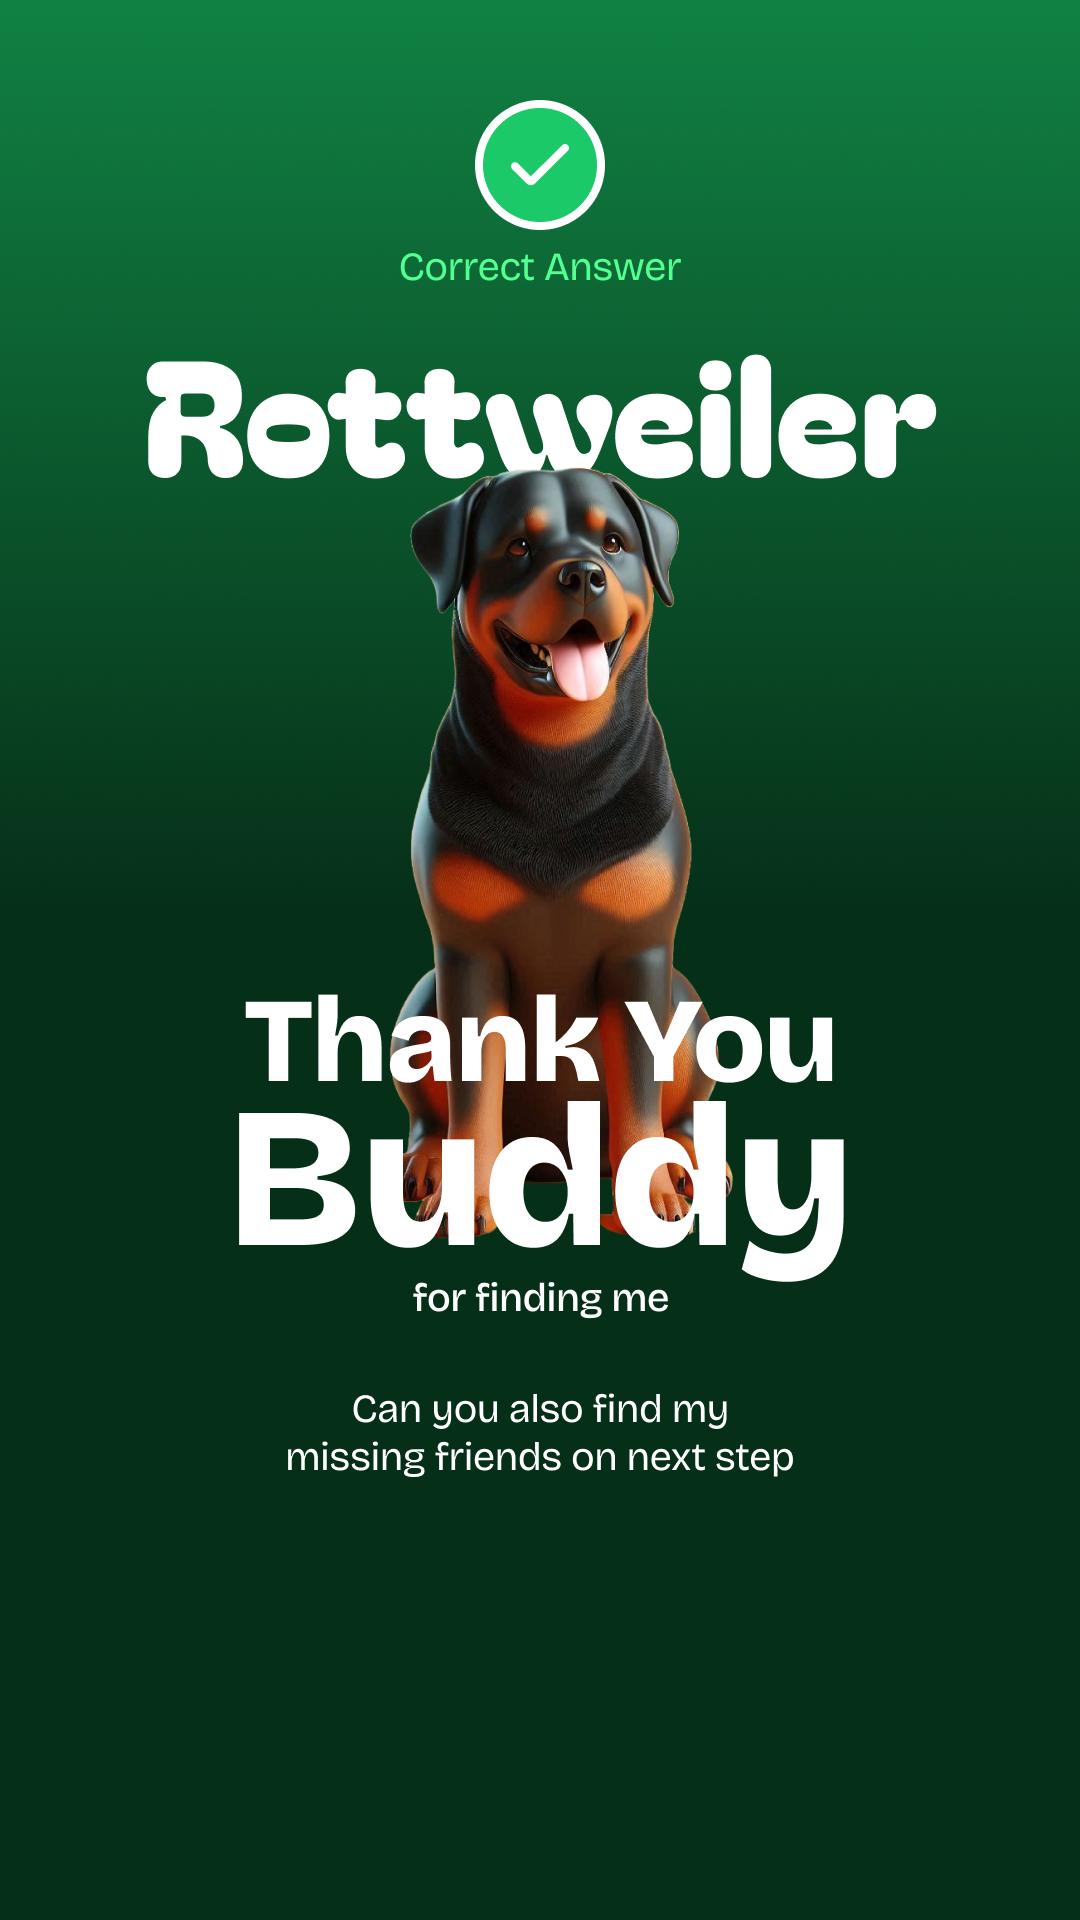 Correct Answer
Rottweiler
Thank You
Buddy
for finding me
Can you also find my
missing friends on next step